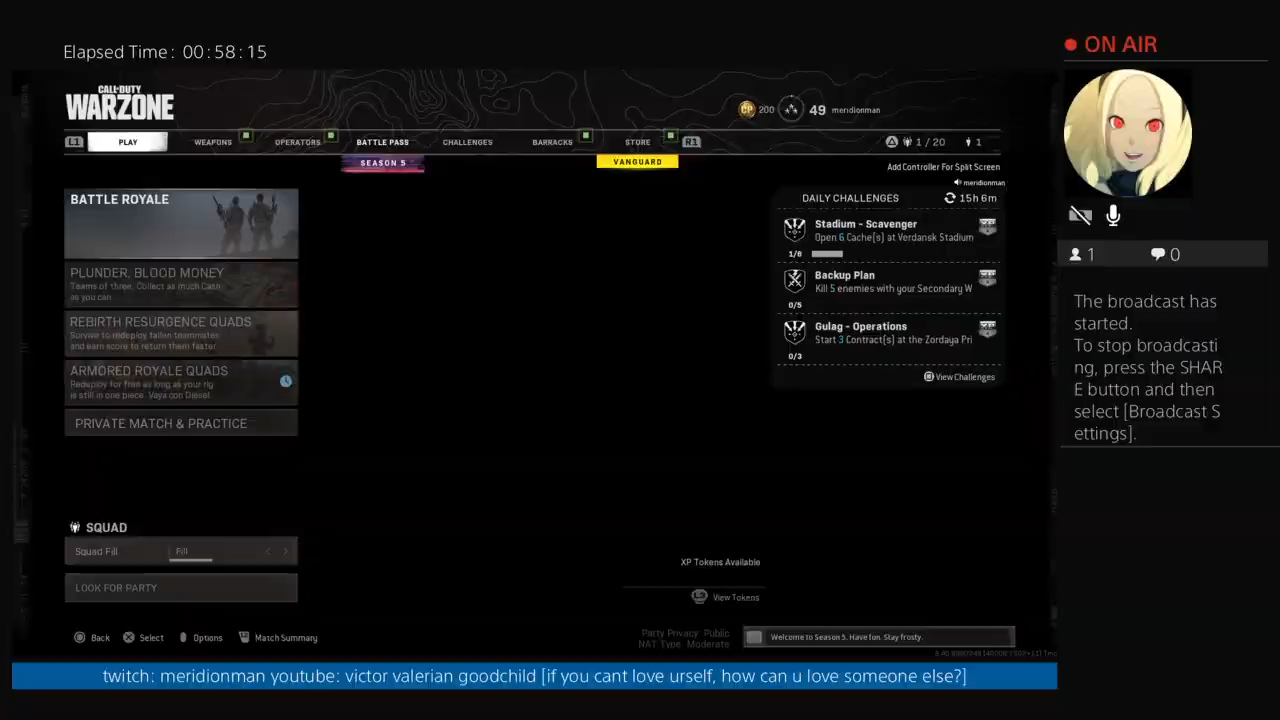 Elapsed Time: 00:58:15
ON AIR
CALL OF DUTY
WARZONE
CP 200
49 meridionman
L1 PLAY WEAPONS OPERATORS BATTLE PASS CHALLENGES BARRACKS STORE R1
1 / 20 1
SEASON 5
VANGUARD
Add Controller For Split Screen
meridionman
BATTLE ROYALE
PLUNDER, BLOOD MONEY
Teams of three. Collect as much Cash
as you can
REBIRTH RESURGENCE QUADS
Survive to redeploy fallen teammates
and earn score to return them faster
ARMORED ROYALE QUADS
Redeploy for free as long as your rig
is still in one piece. Vaya con Diesel.
PRIVATE MATCH & PRACTICE
DAILY CHALLENGES 15h 6m
Stadium - Scavenger
Open 6 Cache(s) at Verdansk Stadium
1/6
Backup Plan
Kill 5 enemies with your Secondary W
0/5
Gulag - Operations
Start 3 Contract(s) at the Zordaya Pri
0/3
View Challenges
1 0
The broadcast has
started.
To stop broadcasti
ng, press the SHAR
E button and then
select [Broadcast S
ettings].
SQUAD
Squad Fill Fill
LOOK FOR PARTY
XP Tokens Available
View Tokens
Back Select Options Match Summary
Party Privacy: Public
NAT Type: Moderate
Welcome to Season 5. Have fun. Stay frosty.
twitch: meridionman youtube: victor valerian goodchild [if you cant love urself, how can u love someone else?]